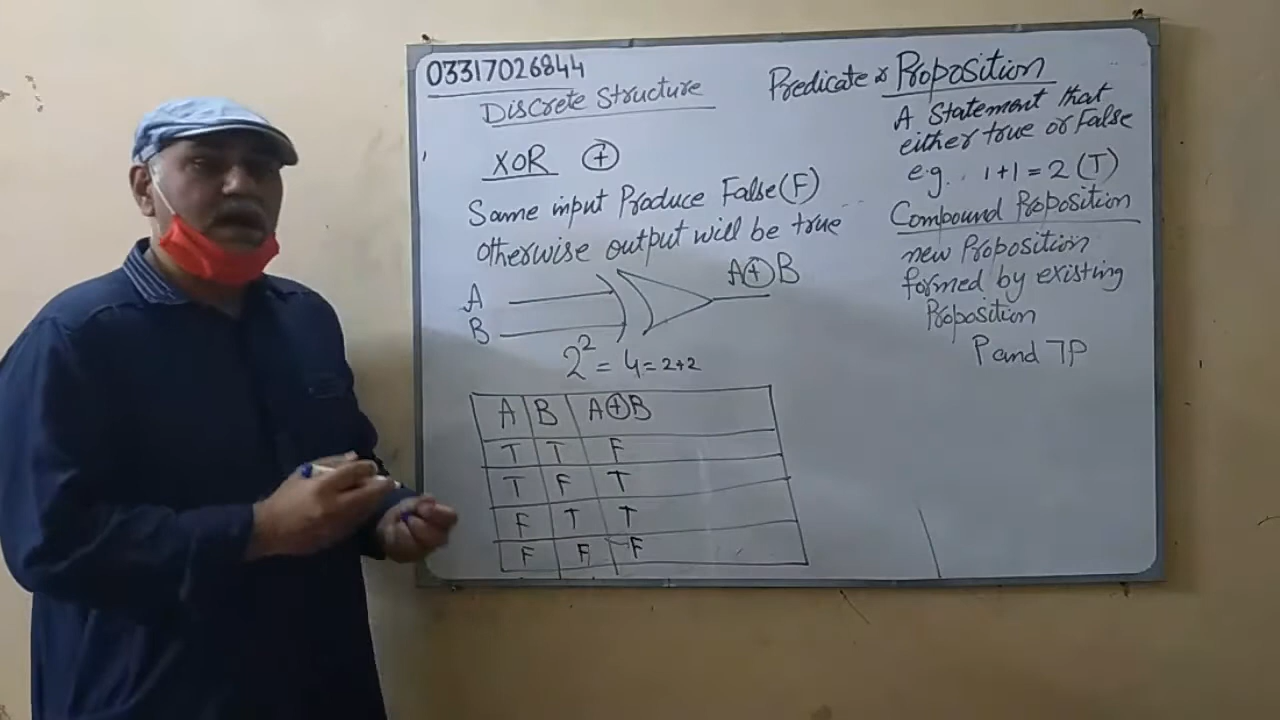 03317026844
Discrete Structure
XOR ⊕
Same input Produce False(F)
otherwise output will be true
A
B
A⊕B
2² = 4 = 2+2
A B A⊕B
T T F
T F T
F T T
F F F
Predicate or Proposition
A Statement that
either true or False
e.g. 1+1=2 (T)
Compound Proposition
new Proposition
formed by existing
Proposition
P and ¬P